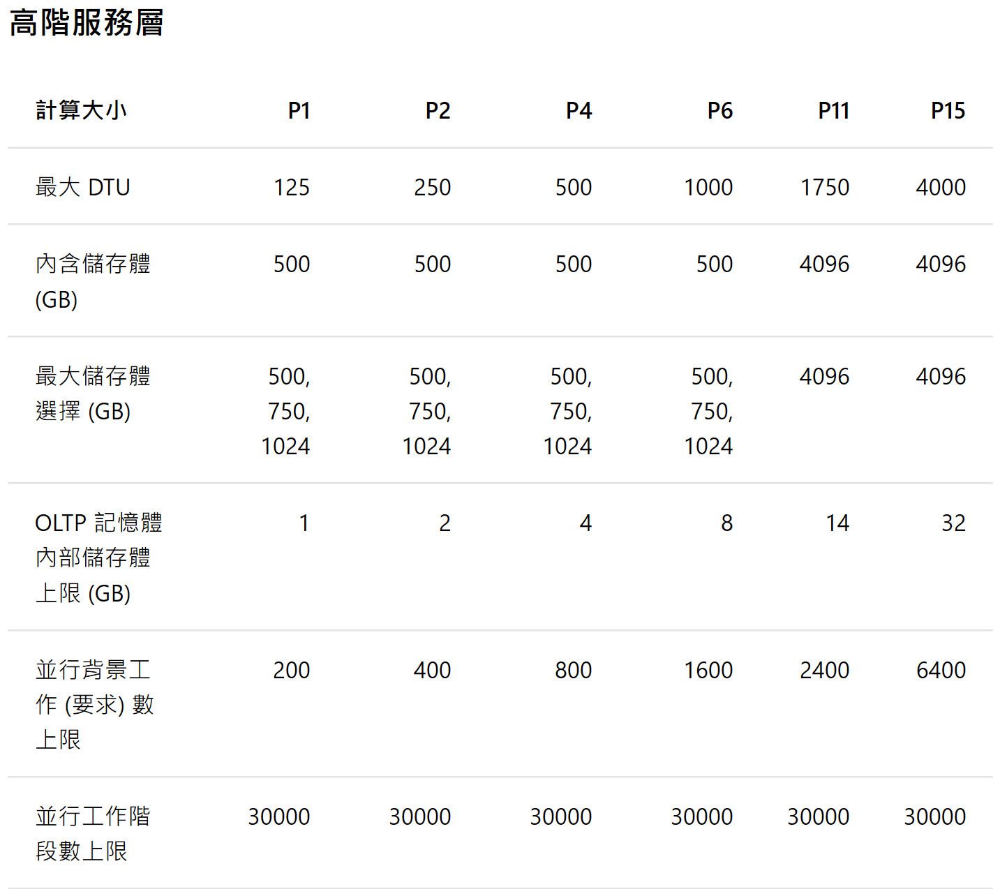 高階服務層
計算大小 P1 P2 P4 P6 P11 P15
最大 DTU 125 250 500 1000 1750 4000
內含儲存體 500 500 500 500 4096 4096
(GB)
最大儲存體 500, 500, 500, 500, 4096 4096
選擇 (GB) 750, 750, 750, 750,
1024 1024 1024 1024
OLTP 記憶體 1 2 4 8 14 32
內部儲存體
上限 (GB)
並行背景工 200 400 800 1600 2400 6400
作 (要求) 數
上限
並行工作階 30000 30000 30000 30000 30000 30000
段數上限